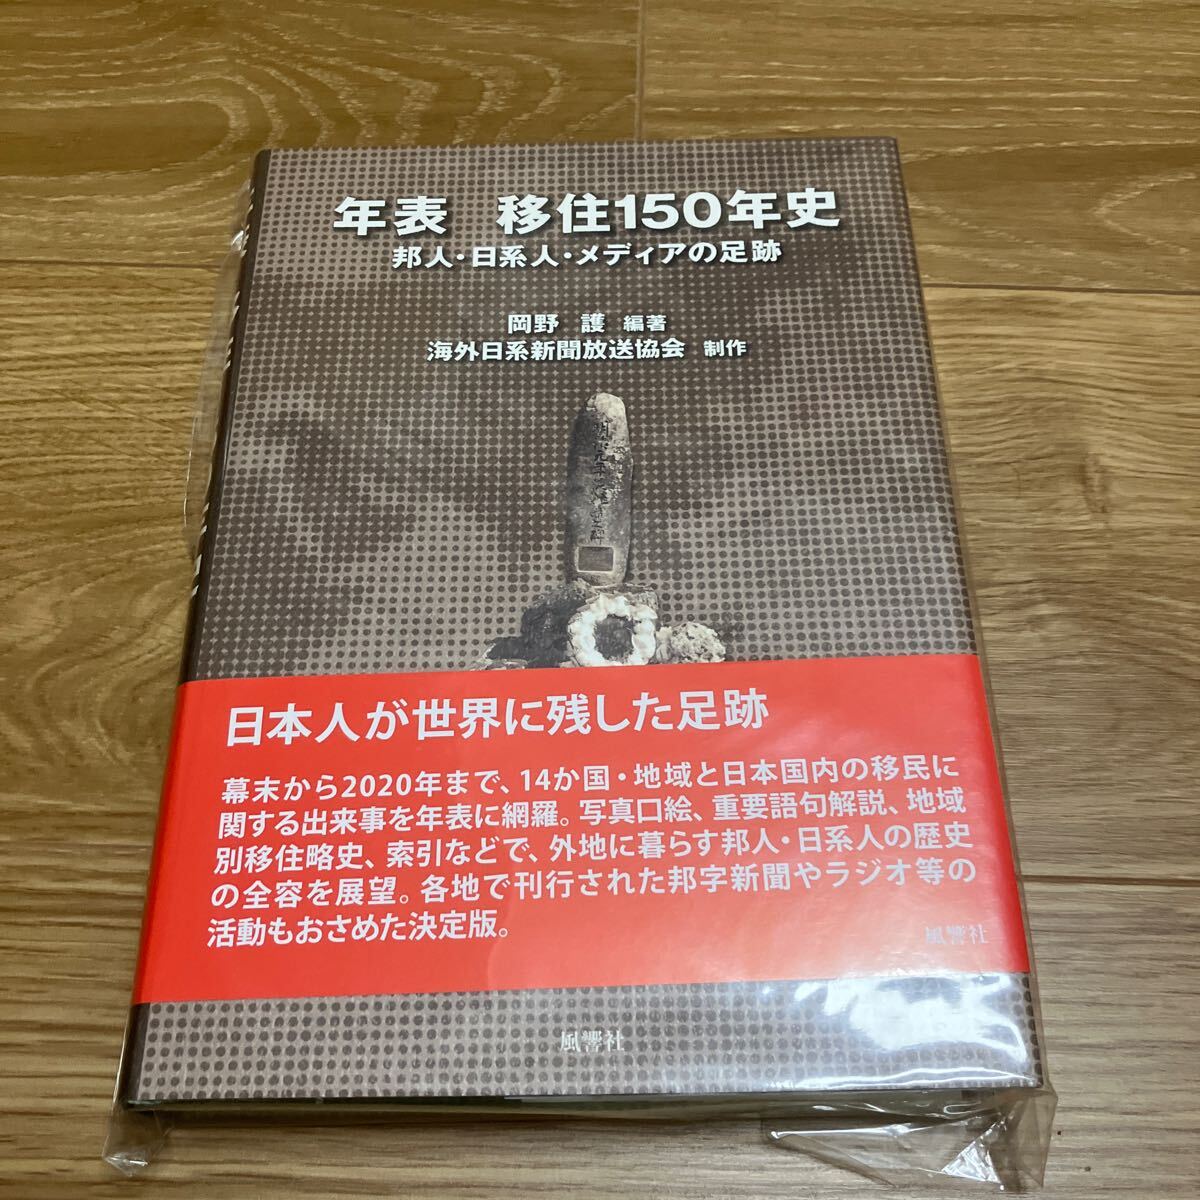 年表 移住150年史
邦人・日系人・メディアの足跡
岡野 護 編著
海外日系新聞放送協会 制作
日本人が世界に残した足跡
幕末から2020年まで、14か国・地域と日本国内の移民に
関する出来事を年表に網羅。写真口絵、重要語句解説、地域
別移住略史、索引などで、外地に暮らす邦人・日系人の歴史
の全容を展望。各地で刊行された邦字新聞やラジオ等の
活動もおさめた決定版。
風響社
風響社